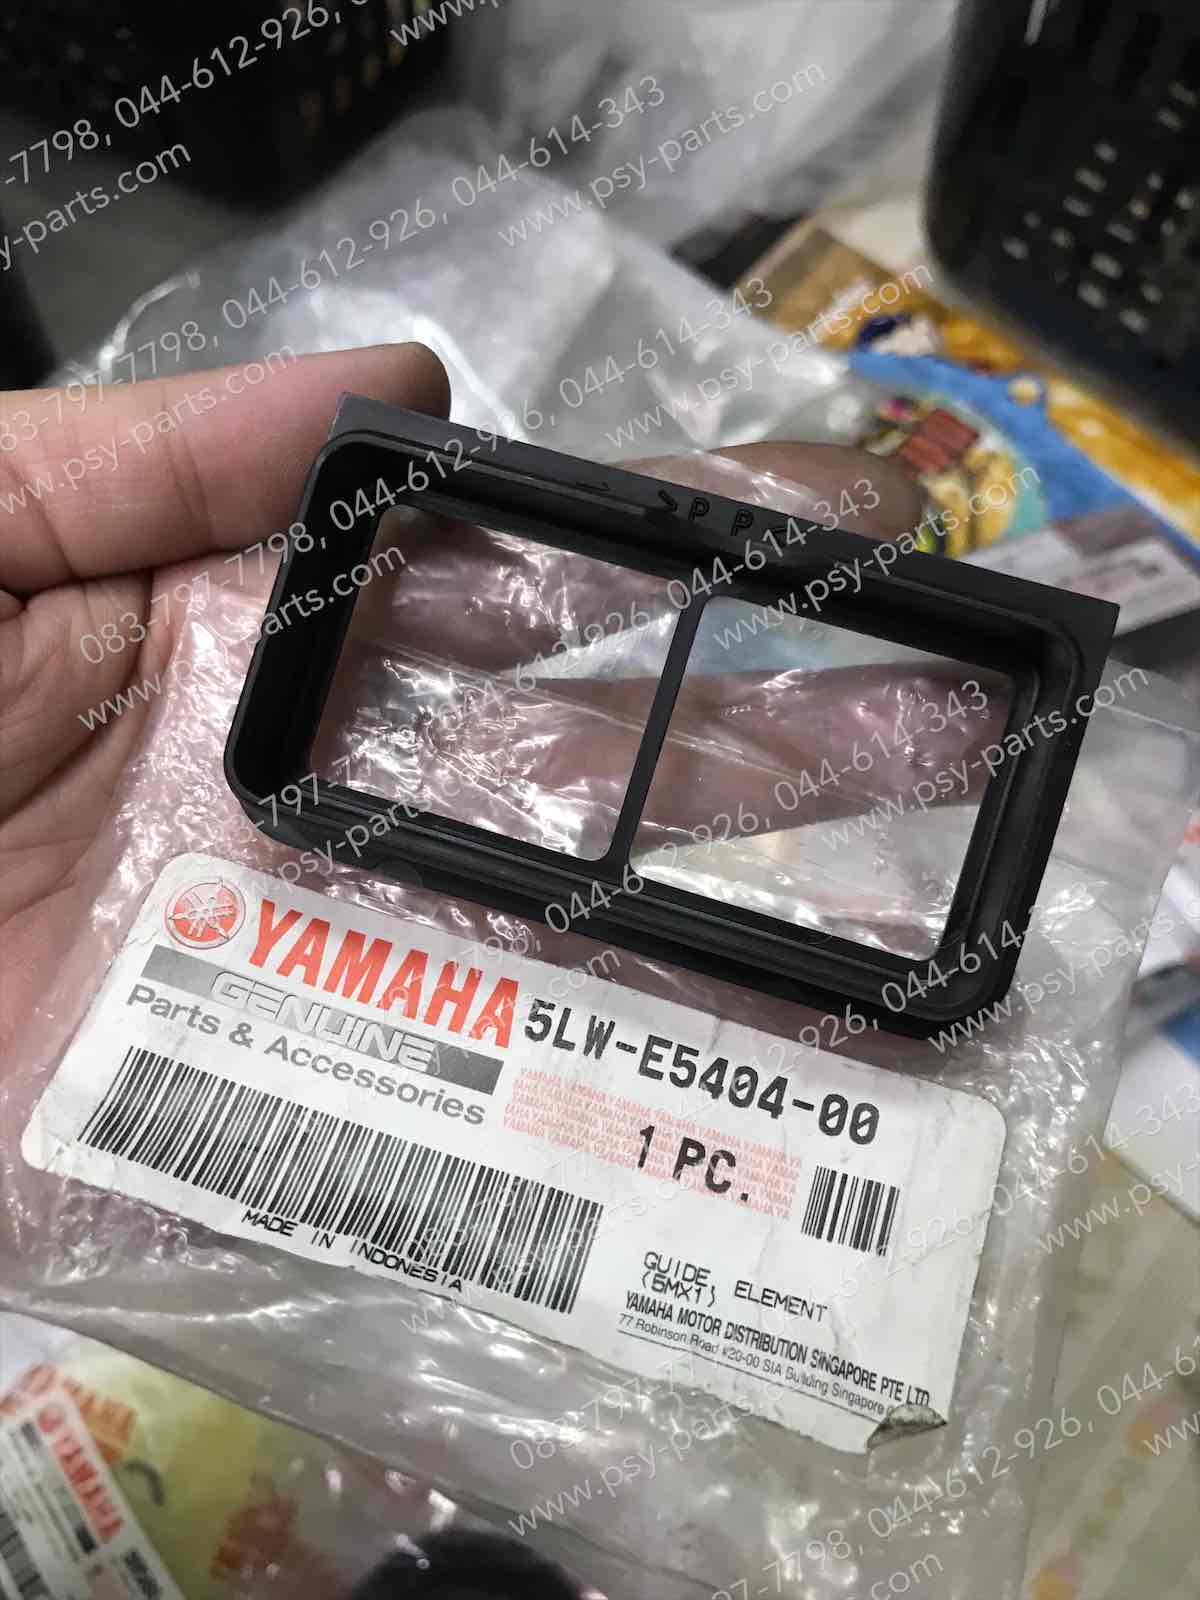 083-797-7798, 044-612-926, 044-614-343
www.psy-parts.com
>PP<
YAMAHA
GENUINE
Parts & Accessories
5LW-E5404-00
1 PC.
MADE IN INDONESIA
GUIDE, ELEMENT
(5MX1)
YAMAHA MOTOR DISTRIBUTION SINGAPORE PTE LTD
77 Robinson Road #20-00 SIA Building Singapore
YAMAHA